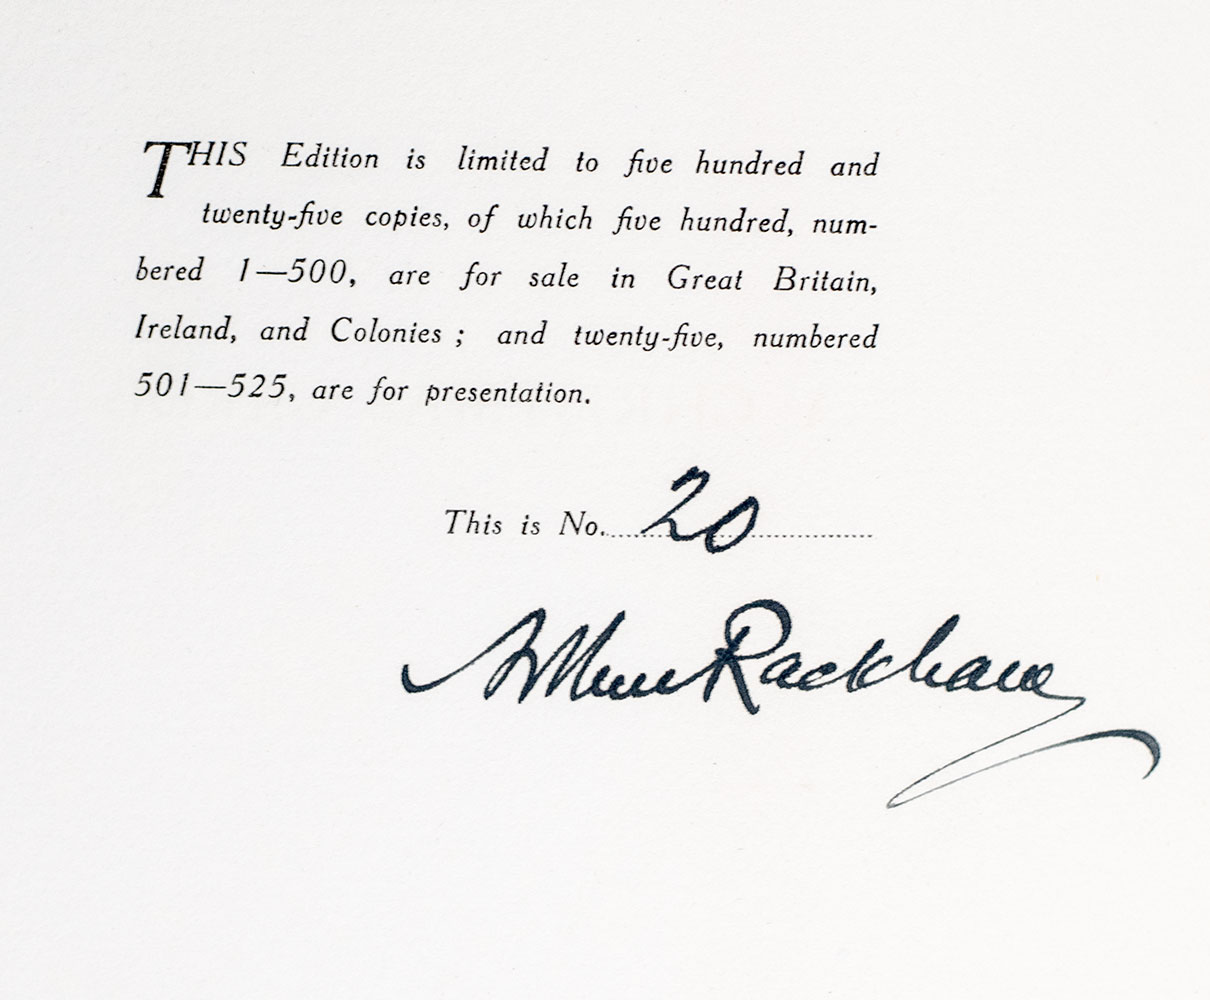 THIS Edition is limited to five hundred and
twenty-five copies, of which five hundred, num-
bered 1—500, are for sale in Great Britain,
Ireland, and Colonies ; and twenty-five, numbered
501—525, are for presentation.
This is No. 20
Arthur Rackham